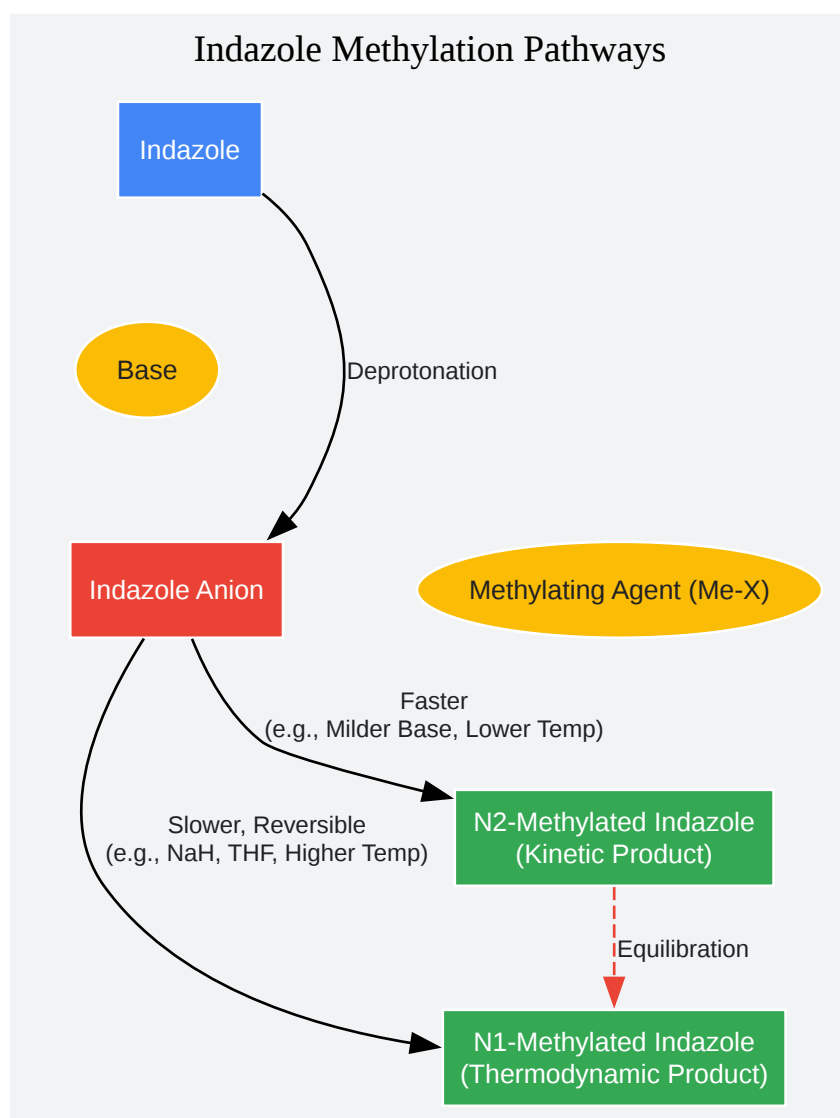 Indazole Methylation Pathways
Indazole
Base
Deprotonation
Indazole Anion
Methylating Agent (Me-X)
Faster
(e.g., Milder Base, Lower Temp)
Slower, Reversible
(e.g., NaH, THF, Higher Temp)
N2-Methylated Indazole
(Kinetic Product)
Equilibration
N1-Methylated Indazole
(Thermodynamic Product)